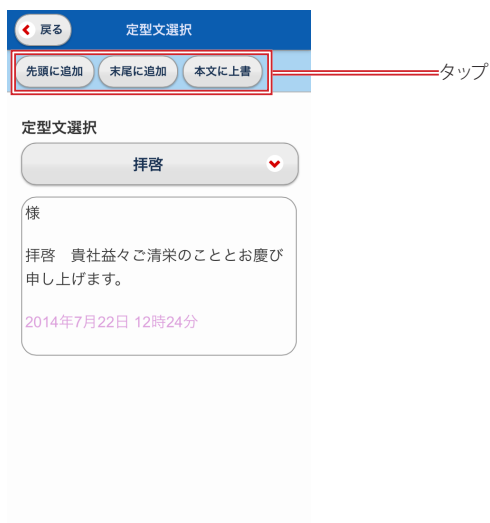 戻る
定型文選択
先頭に追加
末尾に追加
本文に上書
タップ
定型文選択
拝啓
様
拝啓　貴社益々ご清栄のこととお慶び
申し上げます。
2014年7月22日 12時24分